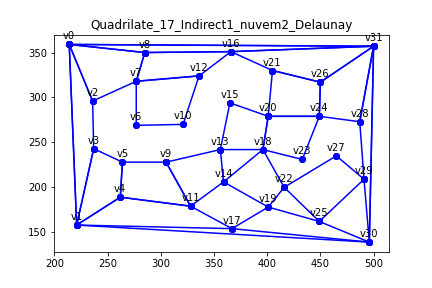 Quadrilate_17_Indirect1_nuvem2_Delaunay
v0
v31
v8
v16
350
v7
v12
v21
v26
300
v2
v15
v6
v10
v20
v24
v28
250
v3
v5
v9
v13
v18
v23
v27
200
v4
v11
v14
v22
v29
v19
v1
v17
v25
v30
150
200
250
300
350
400
450
500